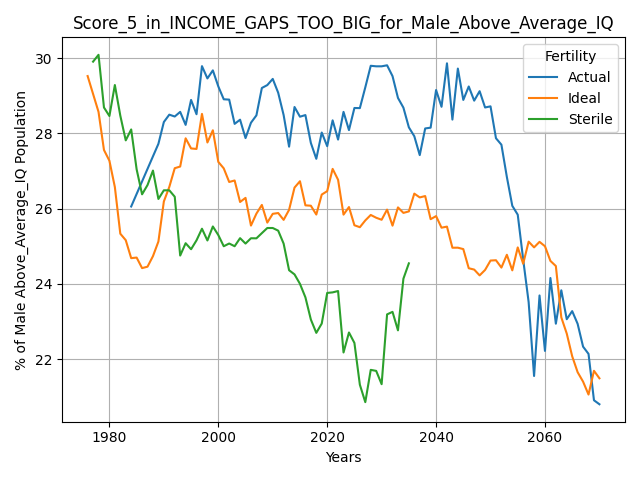 Score_5_in_INCOME_GAPS_TOO_BIG_for_Male_Above_Average_IQ
% of Male Above_Average_IQ Population
30
28
26
24
22
1980 2000 2020 2040 2060
Years
Fertility
Actual
Ideal
Sterile